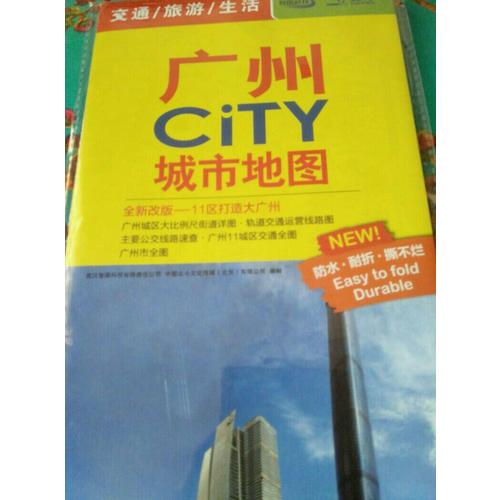 交通/旅游/生活
广州
CiTY
城市地图
全新改版——11区打造大广州
广州城区大比例尺街道详图·轨道交通运营线路图
主要公交线路速查·广州11城区交通全图
广州市全图
NEW!
防水·耐折·撕不烂
Easy to fold
Durable